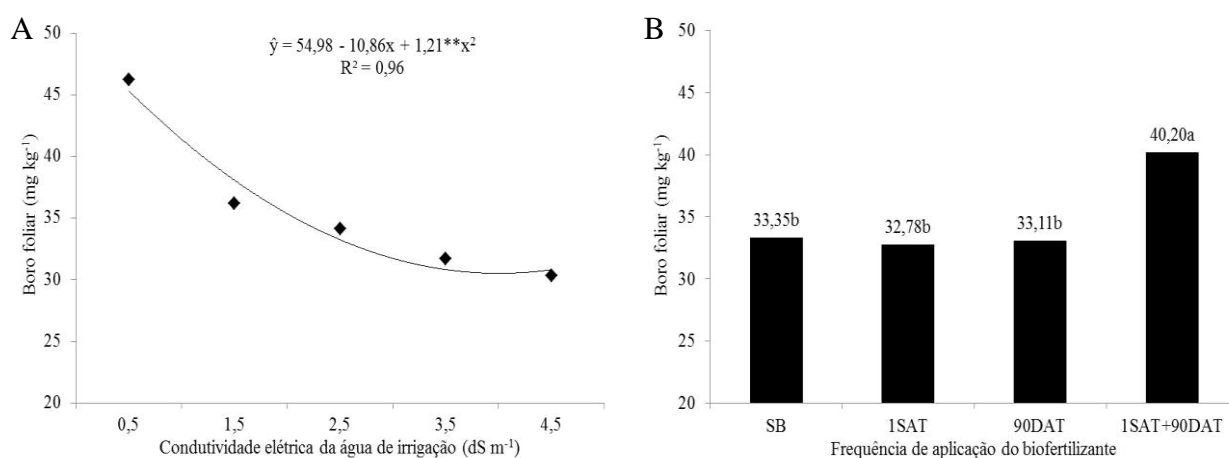 A
ŷ = 54,98 - 10,86x + 1,21**x²
R² = 0,96
Boro foliar (mg kg⁻¹)
50
45
40
35
30
25
20
0,5 1,5 2,5 3,5 4,5
Condutividade elétrica da água de irrigação (dS m⁻¹)
B
Boro foliar (mg kg⁻¹)
50
45
40
35
30
25
20
33,35b 32,78b 33,11b 40,20a
SB 1SAT 90DAT 1SAT+90DAT
Frequência de aplicação do biofertilizante